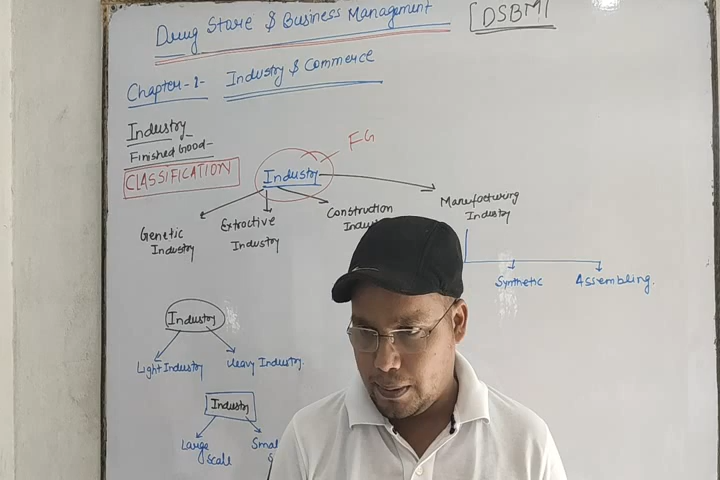 Drug Store & Business Management [DSBM]
Chapter-1- Industry & Commerce
Industry
Finished Good-
CLASSIFICATION
Industry
FG
Genetic Industry
Extractive Industry
Construction
Manufacturing Industry
Synthetic
Assembling.
Industry
Light Industry
Heavy Industry.
Industry
Large Scale